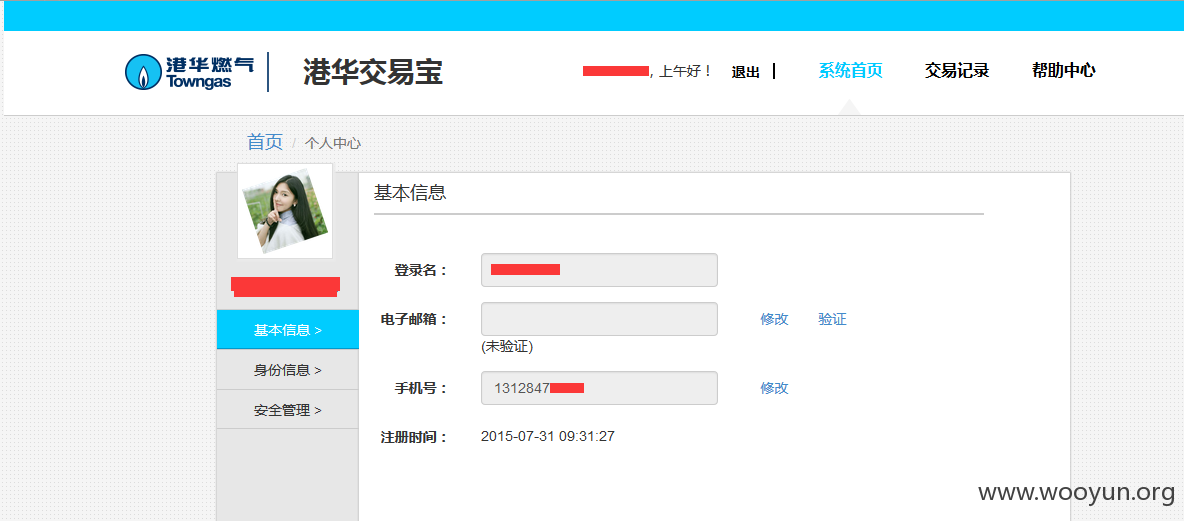 港华燃气
Towngas
港华交易宝
, 上午好！ 退出 系统首页 交易记录 帮助中心
首页 / 个人中心
基本信息
登录名：
电子邮箱： 修改 验证
(未验证)
基本信息 >
身份信息 >
手机号： 1312847 修改
安全管理 >
注册时间： 2015-07-31 09:31:27
www.wooyun.org